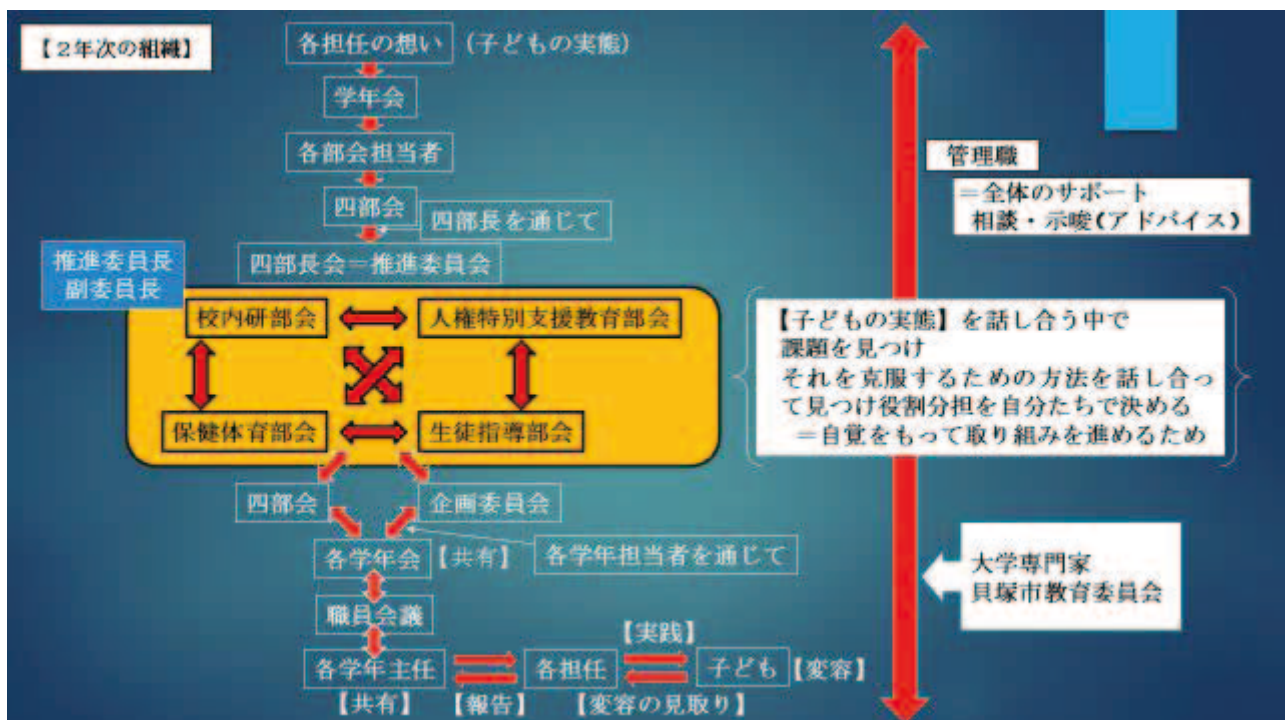 【2年次の組織】
各担任の想い (子どもの実態)
学年会
各部会担当者
四部会
四部長を通じて
四部長会=推進委員会
推進委員長
副委員長
校内研部会
人権特別支援教育部会
保健体育部会
生徒指導部会
四部会
企画委員会
各学年会【共有】
各学年担当者を通じて
職員会議
各学年主任
【共有】
【報告】
各担任
【実践】
【変容の見取り】
子ども【変容】
管理職
=全体のサポート
相談・示唆(アドバイス)
【子どもの実態】を話し合う中で
課題を見つけ
それを克服するための方法を話し合っ
て見つけ役割分担を自分たちで決める
=自覚をもって取り組みを進めるため
大学専門家
貝塚市教育委員会